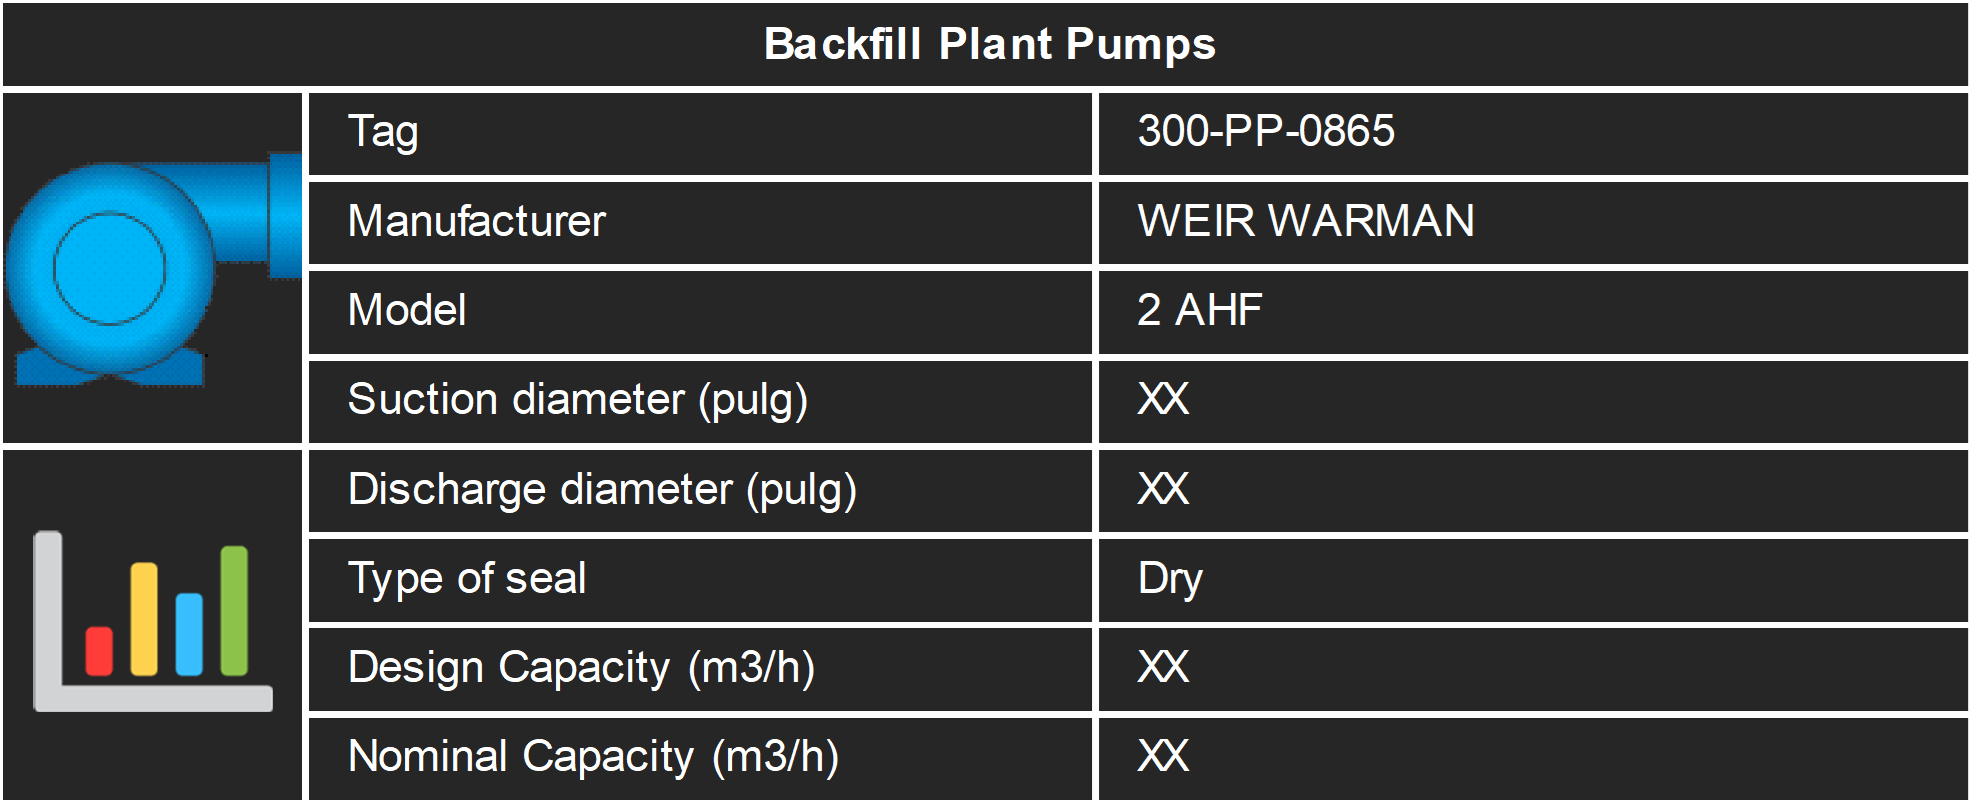 Backfill Plant Pumps
Tag 300-PP-0865
Manufacturer WEIR WARMAN
Model 2 AHF
Suction diameter (pulg) XX
Discharge diameter (pulg) XX
Type of seal Dry
Design Capacity (m3/h) XX
Nominal Capacity (m3/h) XX